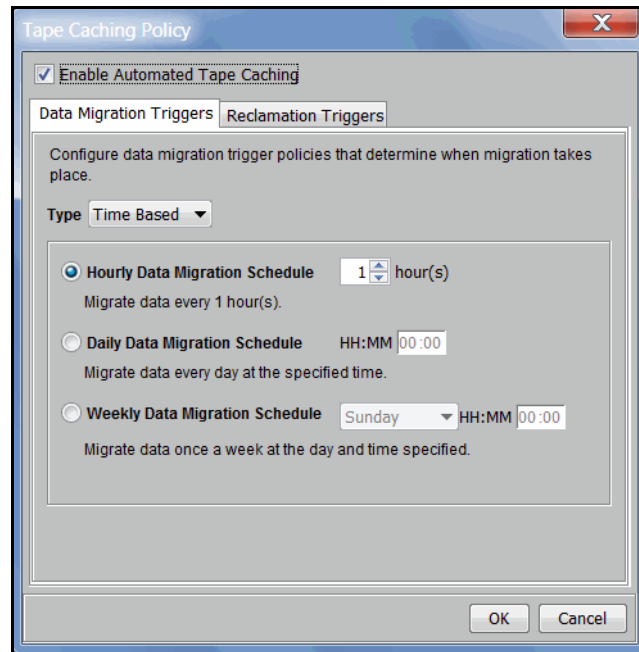 Tape Caching Policy
Enable Automated Tape Caching
Data Migration Triggers Reclamation Triggers
Configure data migration trigger policies that determine when migration takes
place.
Type Time Based
Hourly Data Migration Schedule 1 hour(s)
Migrate data every 1 hour(s).
Daily Data Migration Schedule HH:MM 00:00
Migrate data every day at the specified time.
Weekly Data Migration Schedule Sunday HH:MM 00:00
Migrate data once a week at the day and time specified.
OK Cancel